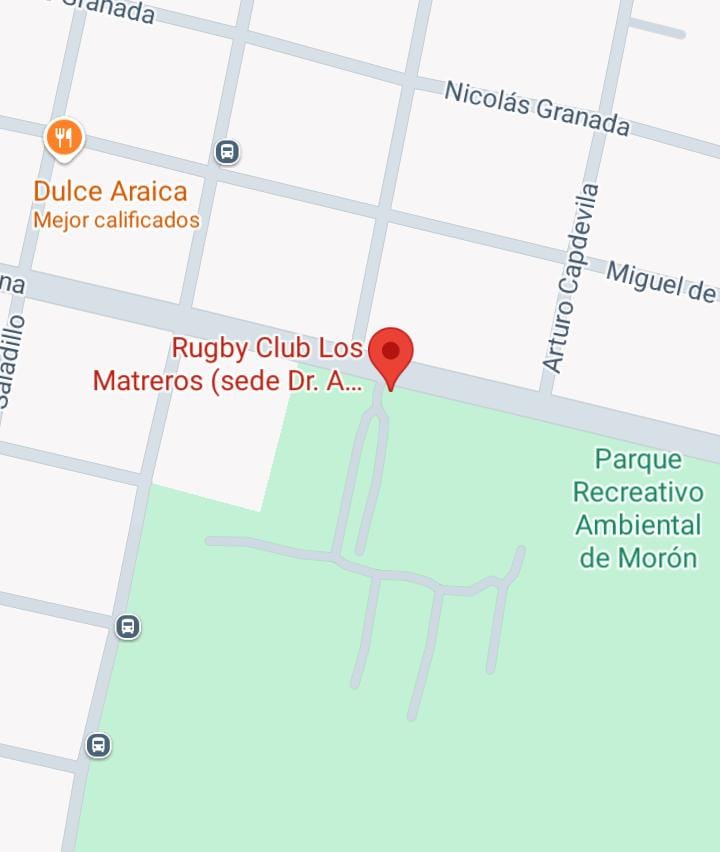 Granada
Nicolás Granada
Dulce Araica
Mejor calificados
Arturo Capdevila
Miguel de
na
Saladillo
Rugby Club Los
Matreros (sede Dr. A...
Parque
Recreativo
Ambiental
de Morón